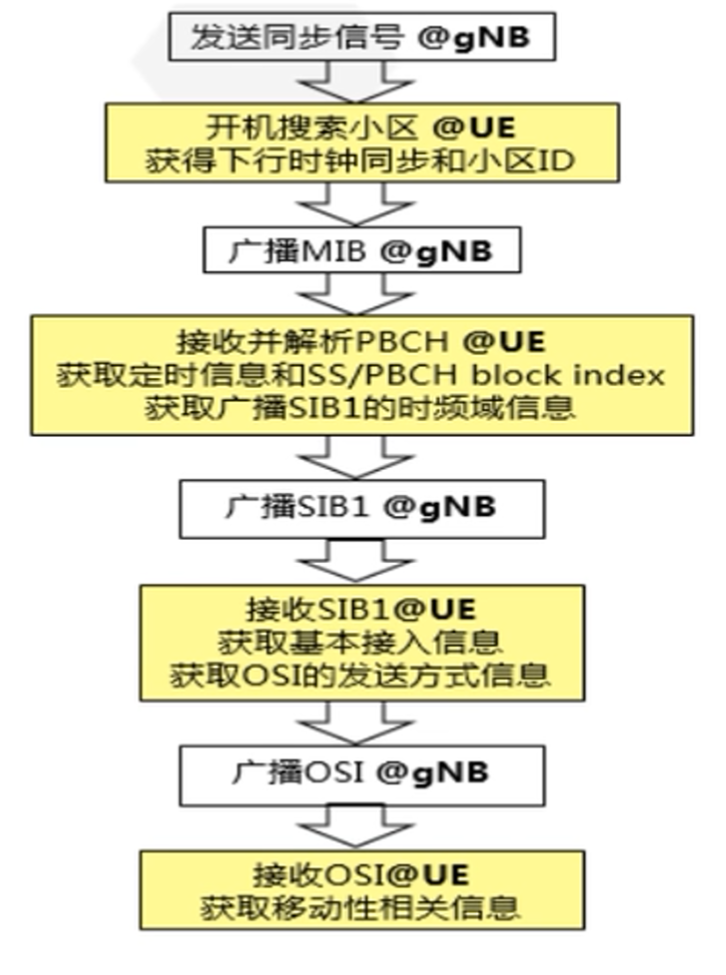 发送同步信号 @gNB
开机搜索小区 @UE
获得下行时钟同步和小区ID
广播MIB @gNB
接收并解析PBCH @UE
获取定时信息和SS/PBCH block index
获取广播SIB1的时频域信息
广播SIB1 @gNB
接收SIB1@UE
获取基本接入信息
获取OSI的发送方式信息
广播OSI @gNB
接收OSI@UE
获取移动性相关信息